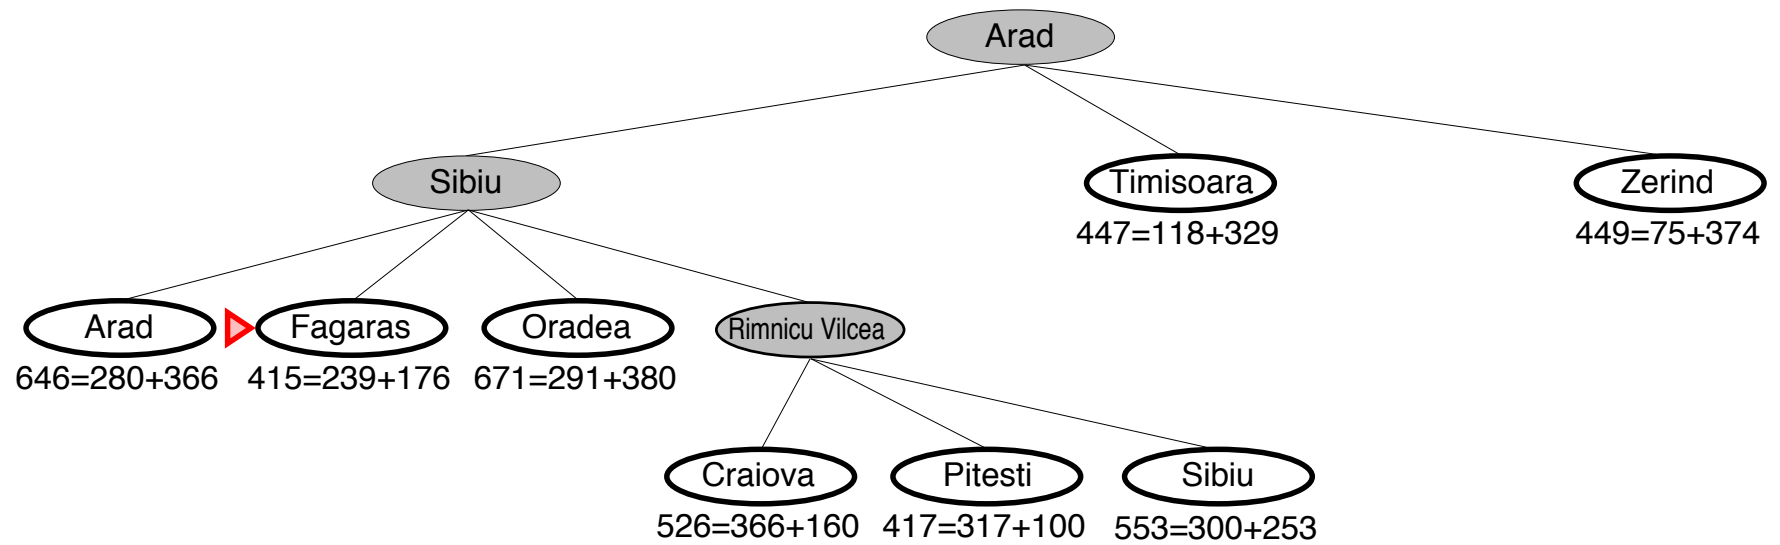 Arad
Sibiu
Timisoara
Zerind
447=118+329
449=75+374
Arad
Fagaras
Oradea
Rimnicu Vilcea
646=280+366
415=239+176
671=291+380
Craiova
Pitesti
Sibiu
526=366+160
417=317+100
553=300+253